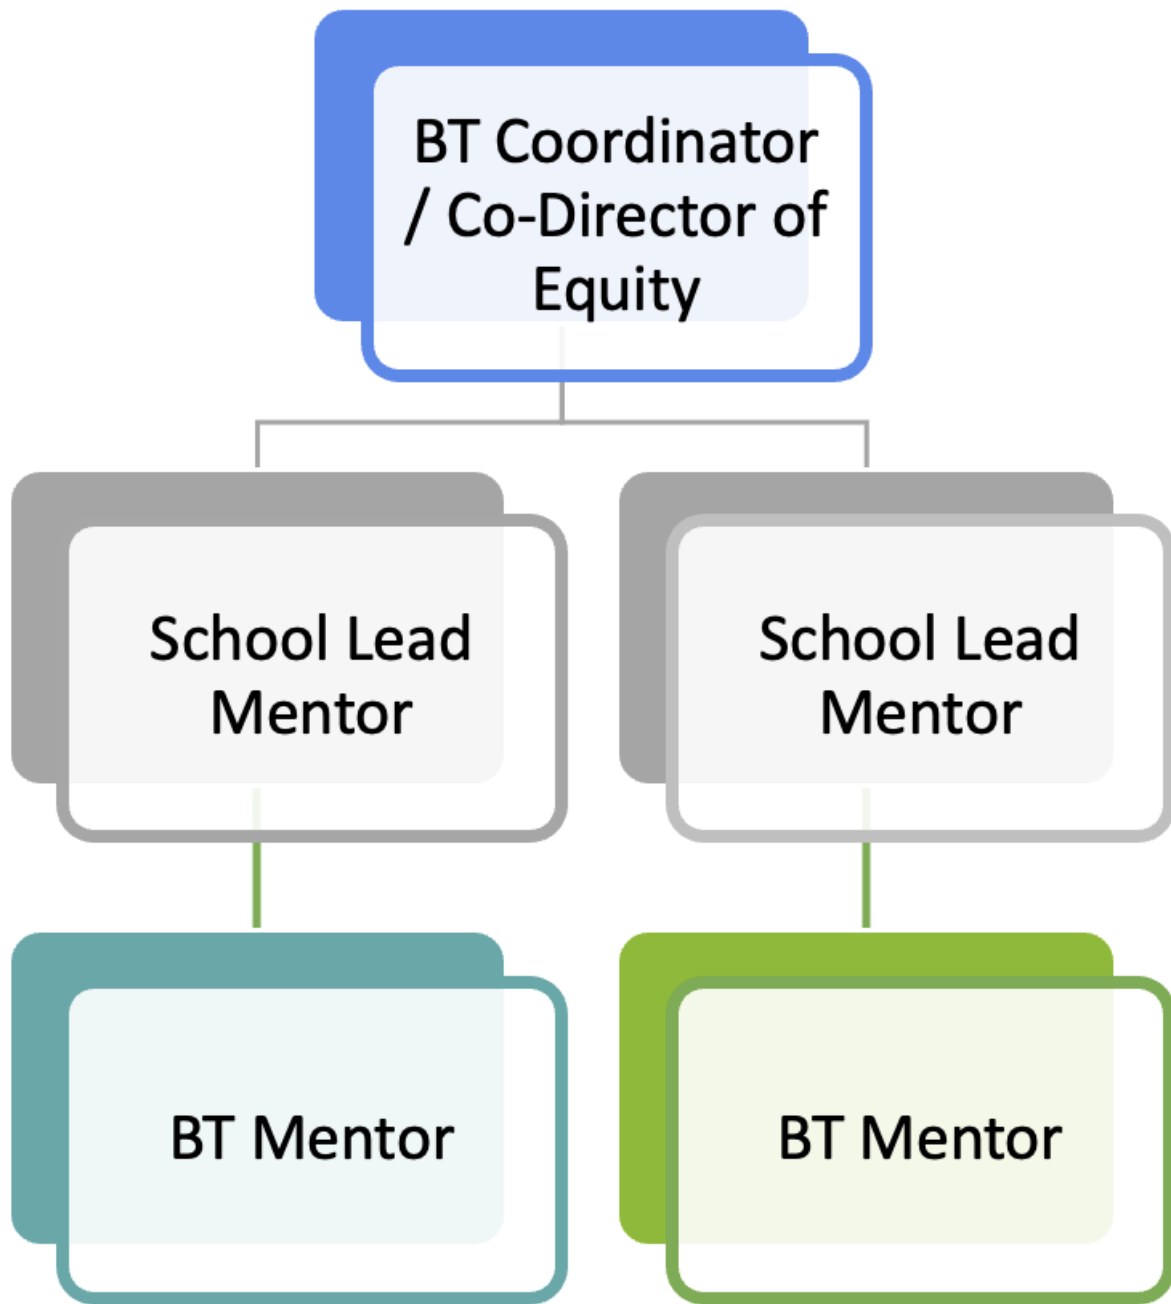 BT Coordinator
/ Co-Director of
Equity
School Lead
Mentor
School Lead
Mentor
BT Mentor
BT Mentor